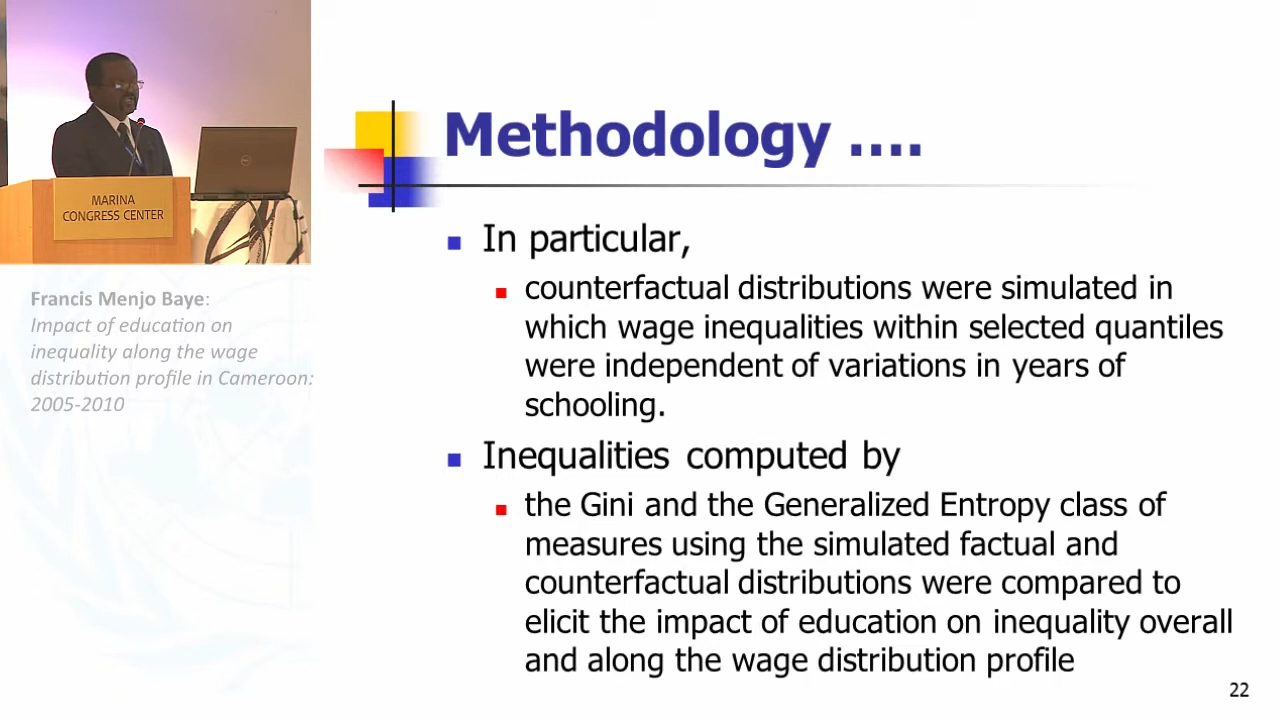 MARINA
CONGRESS CENTER
Francis Menjo Baye:
Impact of education on
inequality along the wage
distribution profile in Cameroon:
2005-2010
Methodology ....
In particular,
counterfactual distributions were simulated in
which wage inequalities within selected quantiles
were independent of variations in years of
schooling.
Inequalities computed by
the Gini and the Generalized Entropy class of
measures using the simulated factual and
counterfactual distributions were compared to
elicit the impact of education on inequality overall
and along the wage distribution profile
22